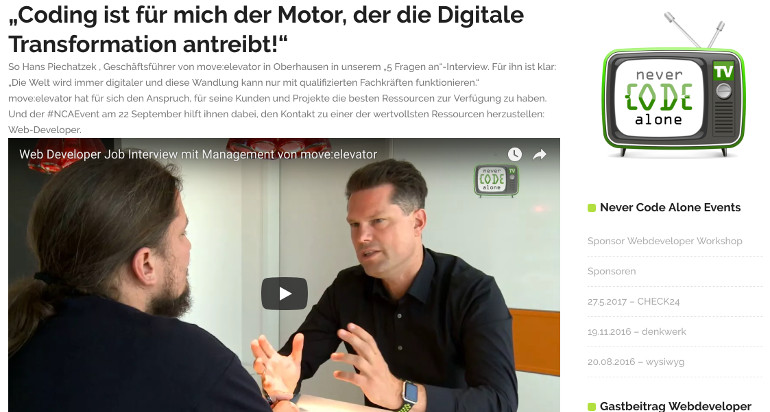 „Coding ist für mich der Motor, der die Digitale
Transformation antreibt!“
So Hans Piechatzek , Geschäftsführer von move:elevator in Oberhausen in unserem „5 Fragen an“-Interview. Für ihn ist klar:
„Die Welt wird immer digitaler und diese Wandlung kann nur mit qualifizierten Fachkräften funktionieren.“
move:elevator hat für sich den Anspruch, für seine Kunden und Projekte die besten Ressourcen zur Verfügung zu haben.
Und der #NCAEvent am 22 September hilft ihnen dabei, den Kontakt zu einer der wertvollsten Ressourcen herzustellen:
Web-Developer.
Web Developer Job Interview mit Management von move:elevator
never
CODE
alone
TV
never
CODE
alone
TV
Never Code Alone Events
Sponsor Webdeveloper Workshop
Sponsoren
27.5.2017 – CHECK24
19.11.2016 – denkwerk
20.08.2016 – wysiwyg
Gastbeitrag Webdeveloper